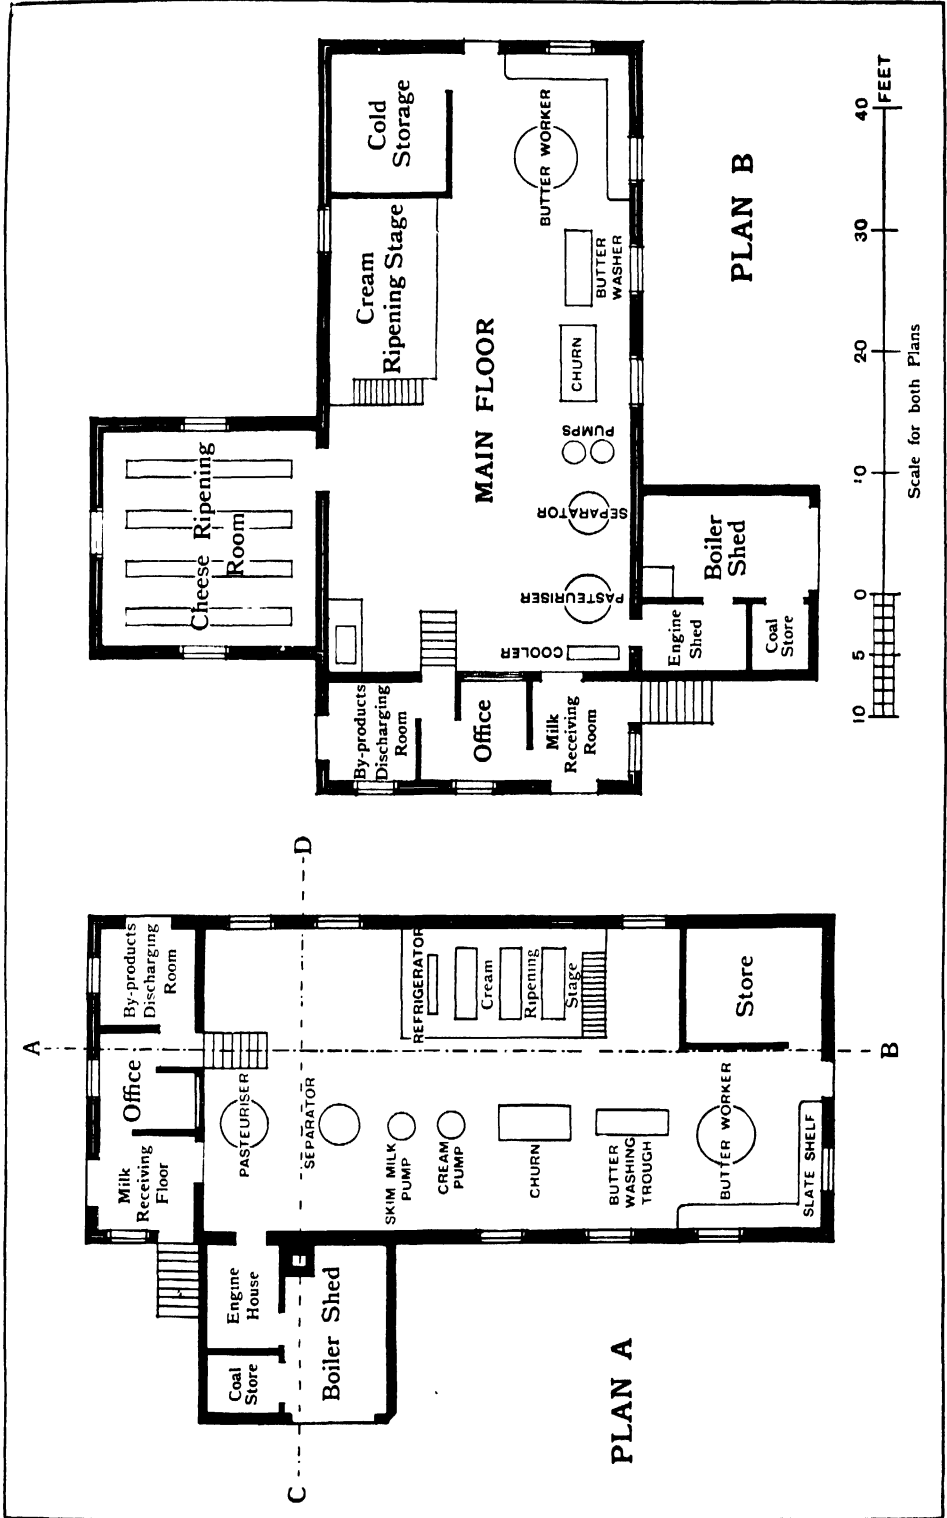 A
By-products
Discharging
Room
Office
Milk
Receiving
Floor
PASTEURISER
SEPARATOR
SKIM MILK
PUMP
CREAM
PUMP
REFRIGERATOR
Cream
Ripening
Stage
CHURN
BUTTER
WASHING
TROUGH
BUTTER WORKER
SLATE SHELF
Store
Engine
House
Coal
Store
Boiler Shed
C
D
B
PLAN A
Cheese Ripening
Room
Cold
Storage
Cream
Ripening Stage
MAIN FLOOR
BUTTER WORKER
BUTTER
WASHER
CHURN
PUMPS
SEPARATOR
PASTEURISER
COOLER
By-products
Discharging
Room
Office
Milk
Receiving
Room
Engine
Shed
Boiler
Shed
Coal
Store
PLAN B
10 5 0 10 20 30 40 FEET
Scale for both Plans